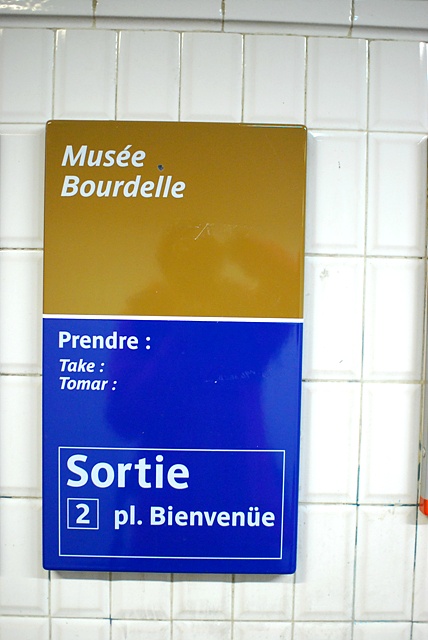 Musée
Bourdelle
Prendre :
Take :
Tomar :
Sortie
2 pl. Bienvenüe